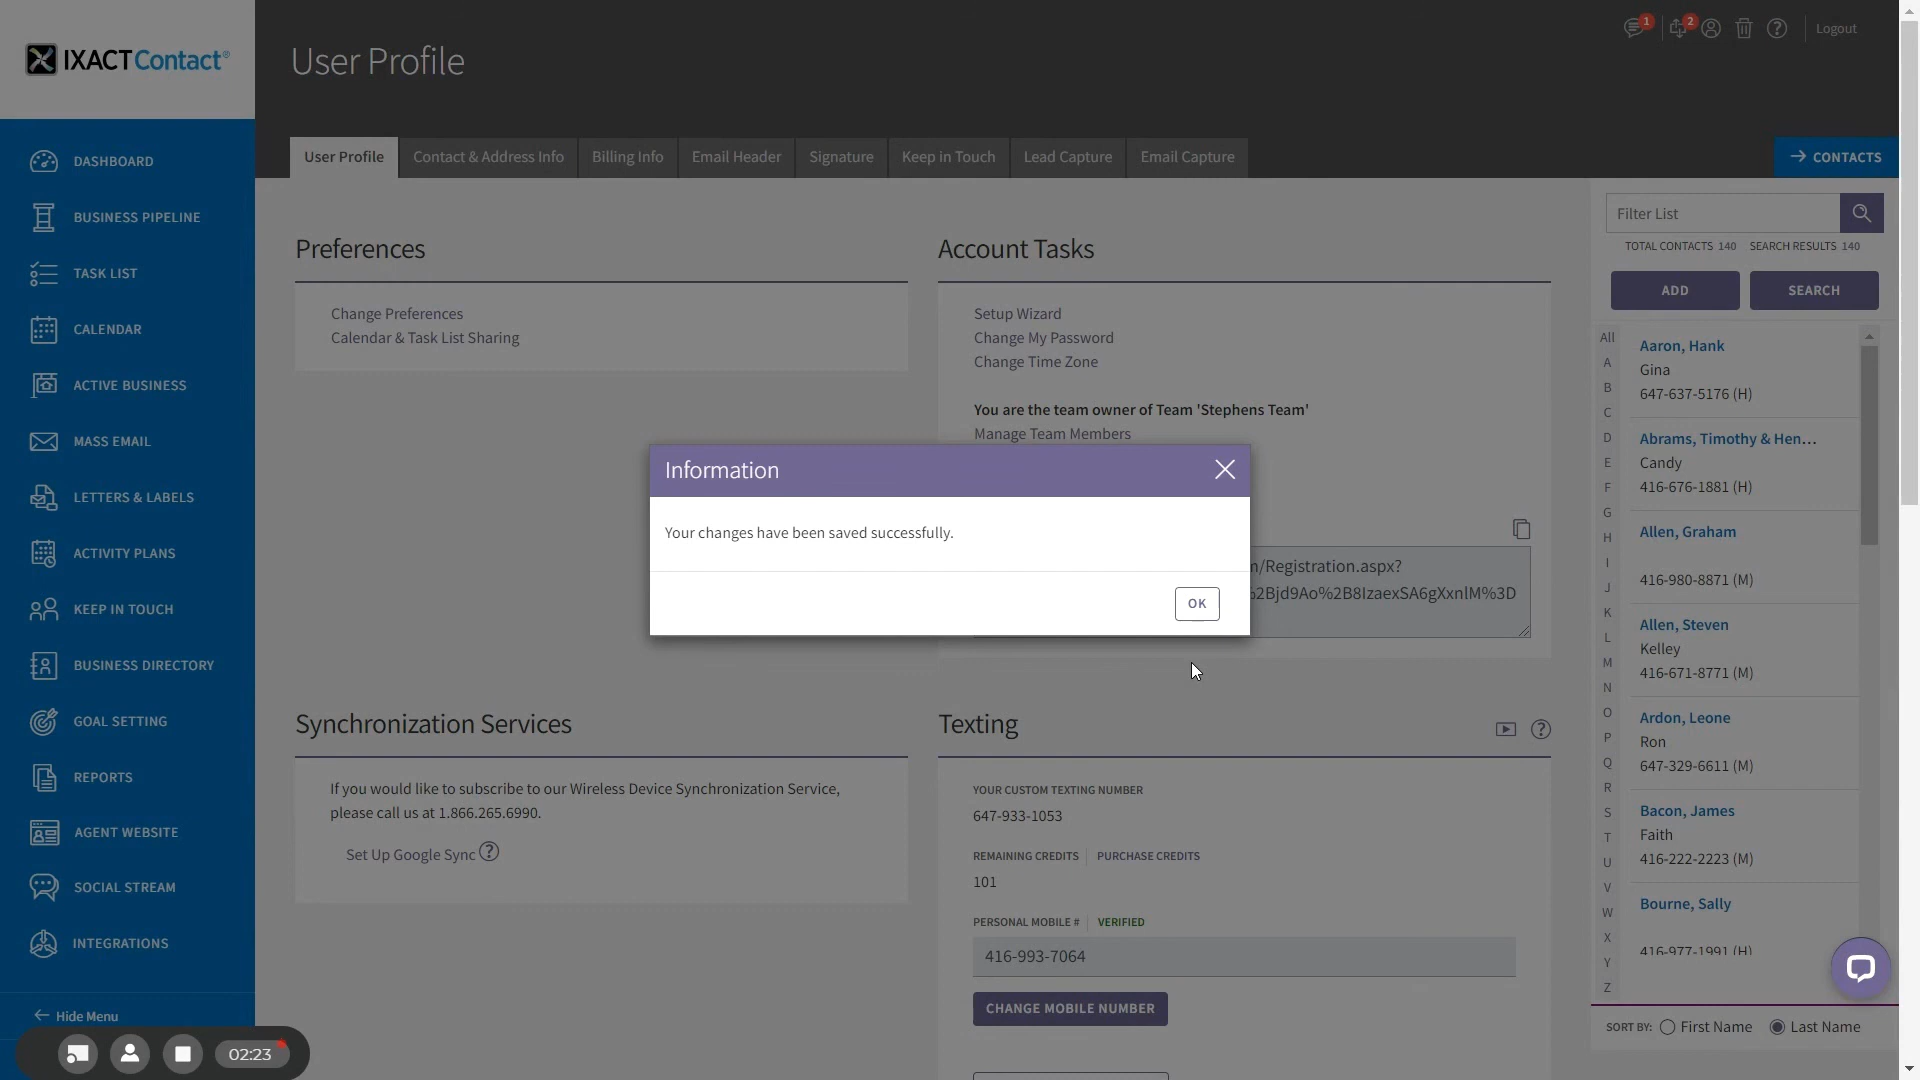 IXACTContact®
User Profile
1
2
Logout
User Profile
Contact & Address Info
Billing Info
Email Header
Signature
Keep in Touch
Lead Capture
Email Capture
CONTACTS
DASHBOARD
BUSINESS PIPELINE
TASK LIST
CALENDAR
ACTIVE BUSINESS
MASS EMAIL
LETTERS & LABELS
ACTIVITY PLANS
KEEP IN TOUCH
BUSINESS DIRECTORY
GOAL SETTING
REPORTS
AGENT WEBSITE
SOCIAL STREAM
INTEGRATIONS
Hide Menu
02:23
Preferences
Change Preferences
Calendar & Task List Sharing
Account Tasks
Setup Wizard
Change My Password
Change Time Zone
You are the team owner of Team 'Stephens Team'
Manage Team Members
Information
Your changes have been saved successfully.
OK
/Registration.aspx?
2Bjd9Ao%2B8IzaexSA6gXxnlM%3D
Synchronization Services
If you would like to subscribe to our Wireless Device Synchronization Service,
please call us at 1.866.265.6990.
Set Up Google Sync ?
Texting
?
YOUR CUSTOM TEXTING NUMBER
647-933-1053
REMAINING CREDITS | PURCHASE CREDITS
101
PERSONAL MOBILE # | VERIFIED
416-993-7064
CHANGE MOBILE NUMBER
Filter List
TOTAL CONTACTS 140 SEARCH RESULTS 140
ADD
SEARCH
All
A
B
C
D
E
F
G
H
I
J
K
L
M
N
O
P
Q
R
S
T
U
V
W
X
Y
Z
Aaron, Hank
Gina
647-637-5176 (H)
Abrams, Timothy & Hen...
Candy
416-676-1881 (H)
Allen, Graham
416-980-8871 (M)
Allen, Steven
Kelley
416-671-8771 (M)
Ardon, Leone
Ron
647-329-6611 (M)
Bacon, James
Faith
416-222-2223 (M)
Bourne, Sally
416-977-1991 (H)
SORT BY: First Name Last Name